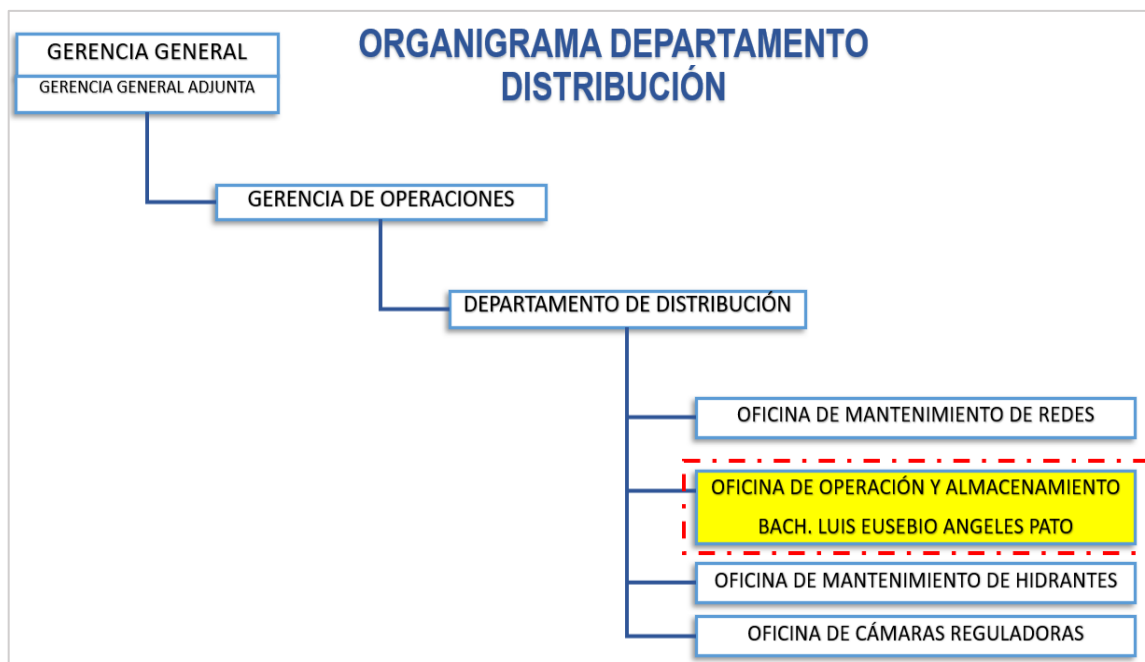 GERENCIA GENERAL
GERENCIA GENERAL ADJUNTA
ORGANIGRAMA DEPARTAMENTO
DISTRIBUCIÓN
GERENCIA DE OPERACIONES
DEPARTAMENTO DE DISTRIBUCIÓN
OFICINA DE MANTENIMIENTO DE REDES
OFICINA DE OPERACIÓN Y ALMACENAMIENTO
BACH. LUIS EUSEBIO ANGELES PATO
OFICINA DE MANTENIMIENTO DE HIDRANTES
OFICINA DE CÁMARAS REGULADORAS